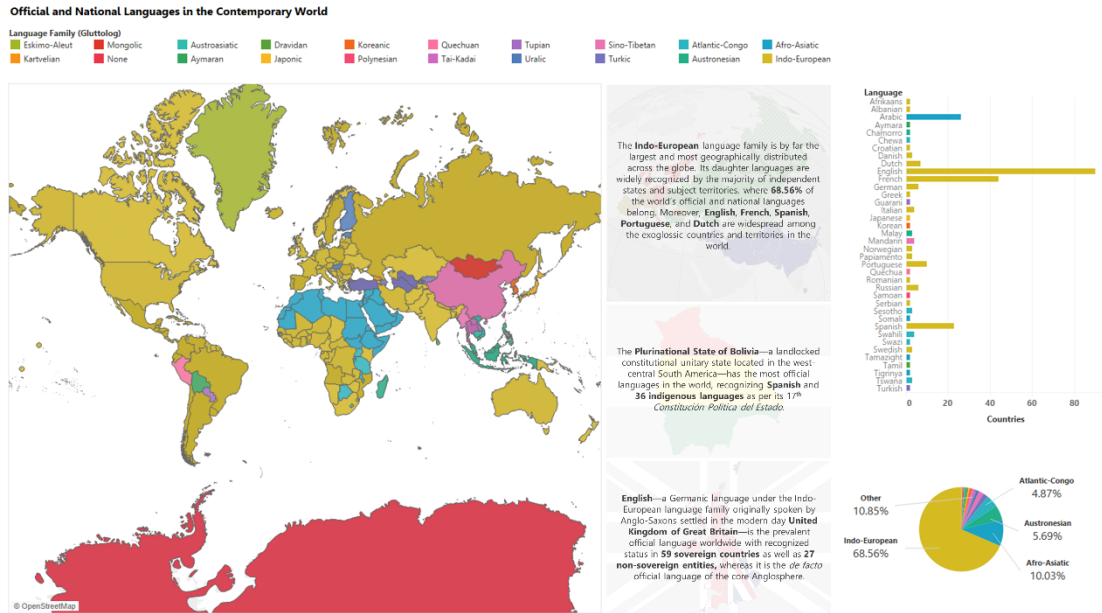 Official and National Languages in the Contemporary World
Language Family (Gluttolog)
Eskimo-Aleut Mongolic Austroasiatic Dravidan Koreanic Quechuan Tupian Sino-Tibetan Atlantic-Congo Afro-Asiatic
Kartvelian None Aymaran Japonic Polynesian Tai-Kadai Uralic Turkic Austronesian Indo-European
© OpenStreetMap
The Indo-European language family is by far the
largest and most geographically distributed
across the globe. Its daughter languages are
widely recognized by the majority of independent
states and subject territories, where 68.56% of
the world's official and national languages
belong. Moreover, English, French, Spanish,
Portuguese, and Dutch are widespread among
the exoglossic countries and territories in the
world.
The Plurinational State of Bolivia—a landlocked
constitutional unitary state located in the west-
central South America—has the most official
languages in the world, recognizing Spanish and
36 indigenous languages as per its 17th
Constitución Política del Estado.
English—a Germanic language under the Indo-
European language family originally spoken by
Anglo-Saxons settled in the modern day United
Kingdom of Great Britain—is the prevalent
official language worldwide with recognized
status in 59 sovereign countries as well as 27
non-sovereign entities, whereas it is the de facto
official language of the core Anglosphere.
Language
Afrikaans
Albanian
Arabic
Aymara
Chamorro
Chewa
Croatian
Danish
Dutch
English
French
German
Greek
Guarani
Italian
Japanese
Korean
Malay
Mandarin
Norwegian
Papiamento
Portuguese
Quechua
Romanian
Russian
Samoan
Serbian
Sesotho
Somali
Spanish
Swahili
Swazi
Swedish
Tamazight
Tamil
Tigrinya
Tswana
Turkish
0 20 40 60 80
Countries
Atlantic-Congo
4.87%
Other
10.85%
Austronesian
5.69%
Indo-European
68.56%
Afro-Asiatic
10.03%